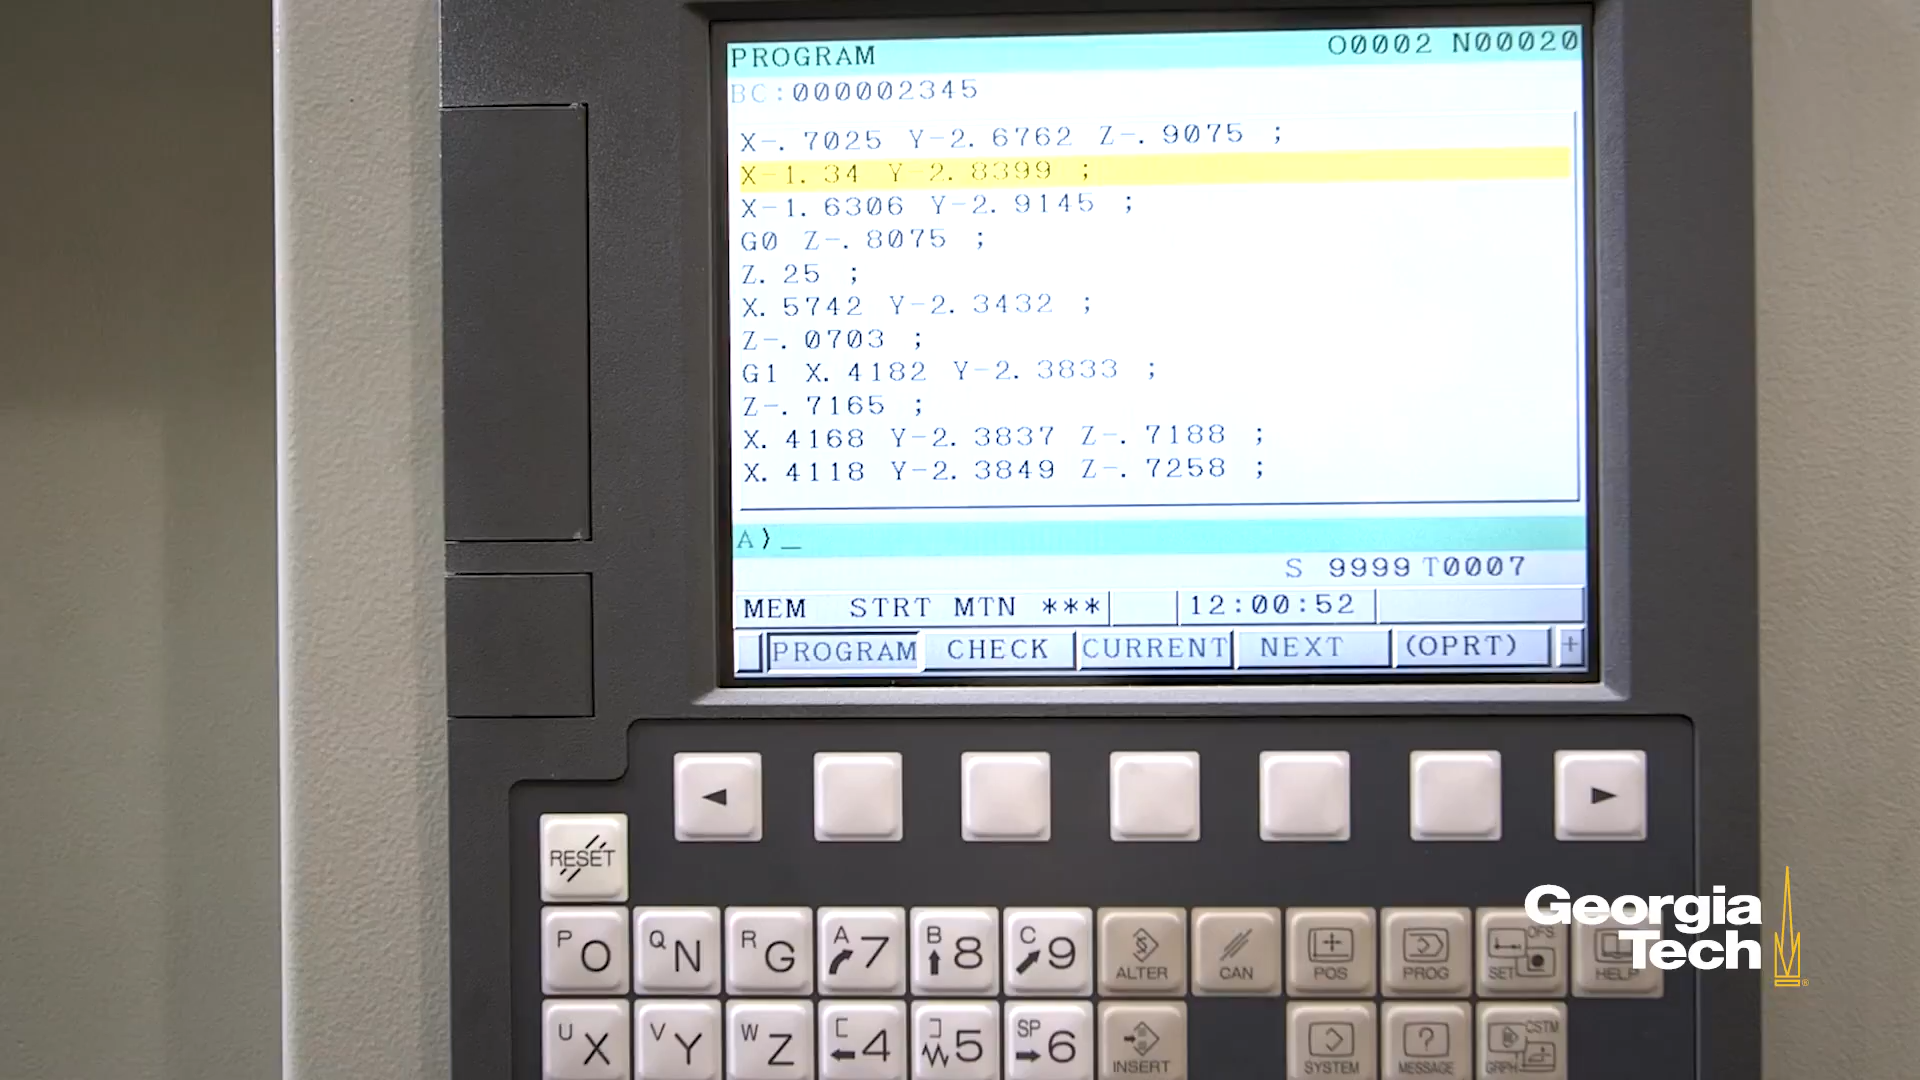 PROGRAM O0002 N00020
BC:000002345
X-.7025 Y-2.6762 Z-.9075 ;
X-1.34 Y-2.8399 ;
X-1.6306 Y-2.9145 ;
G0 Z-.8075 ;
Z.25 ;
X.5742 Y-2.3432 ;
Z-.0703 ;
G1 X.4182 Y-2.3833 ;
Z-.7165 ;
X.4168 Y-2.3837 Z-.7188 ;
X.4118 Y-2.3849 Z-.7258 ;
A)_
S 9999 T0007
MEM STRT MTN *** 12:00:52
PROGRAM CHECK CURRENT NEXT (OPRT) +
RESET
P O Q N R G A 7 B 8 C 9 ALTER CAN POS PROG OFS SET HELP
U X V Y W Z [ 4 ] 5 SP 6 INSERT SYSTEM MESSAGE CSTM GRPH
Georgia
Tech